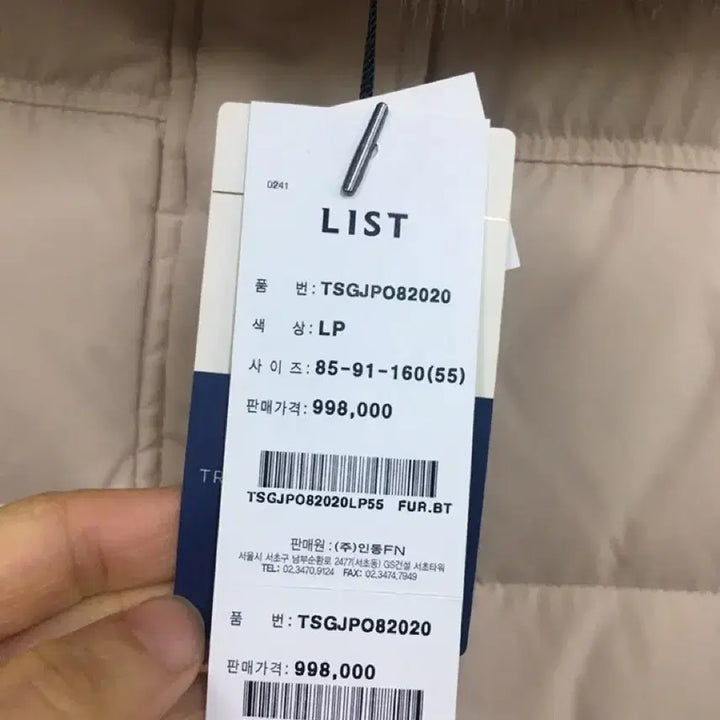 0241
LIST
품 번: TSGJPO82020
색 상: LP
사 이 즈: 85-91-160(55)
판매가격: 998,000
TR
TSGJPO82020LP55 FUR.BT
판매원 : (주)인동FN
서울시 서초구 남부순환로 2477(서초동) GS건설 서초타워
TEL: 02.3470.9124 FAX: 02.3474.7949
품 번: TSGJPO82020
판매가격: 998,000